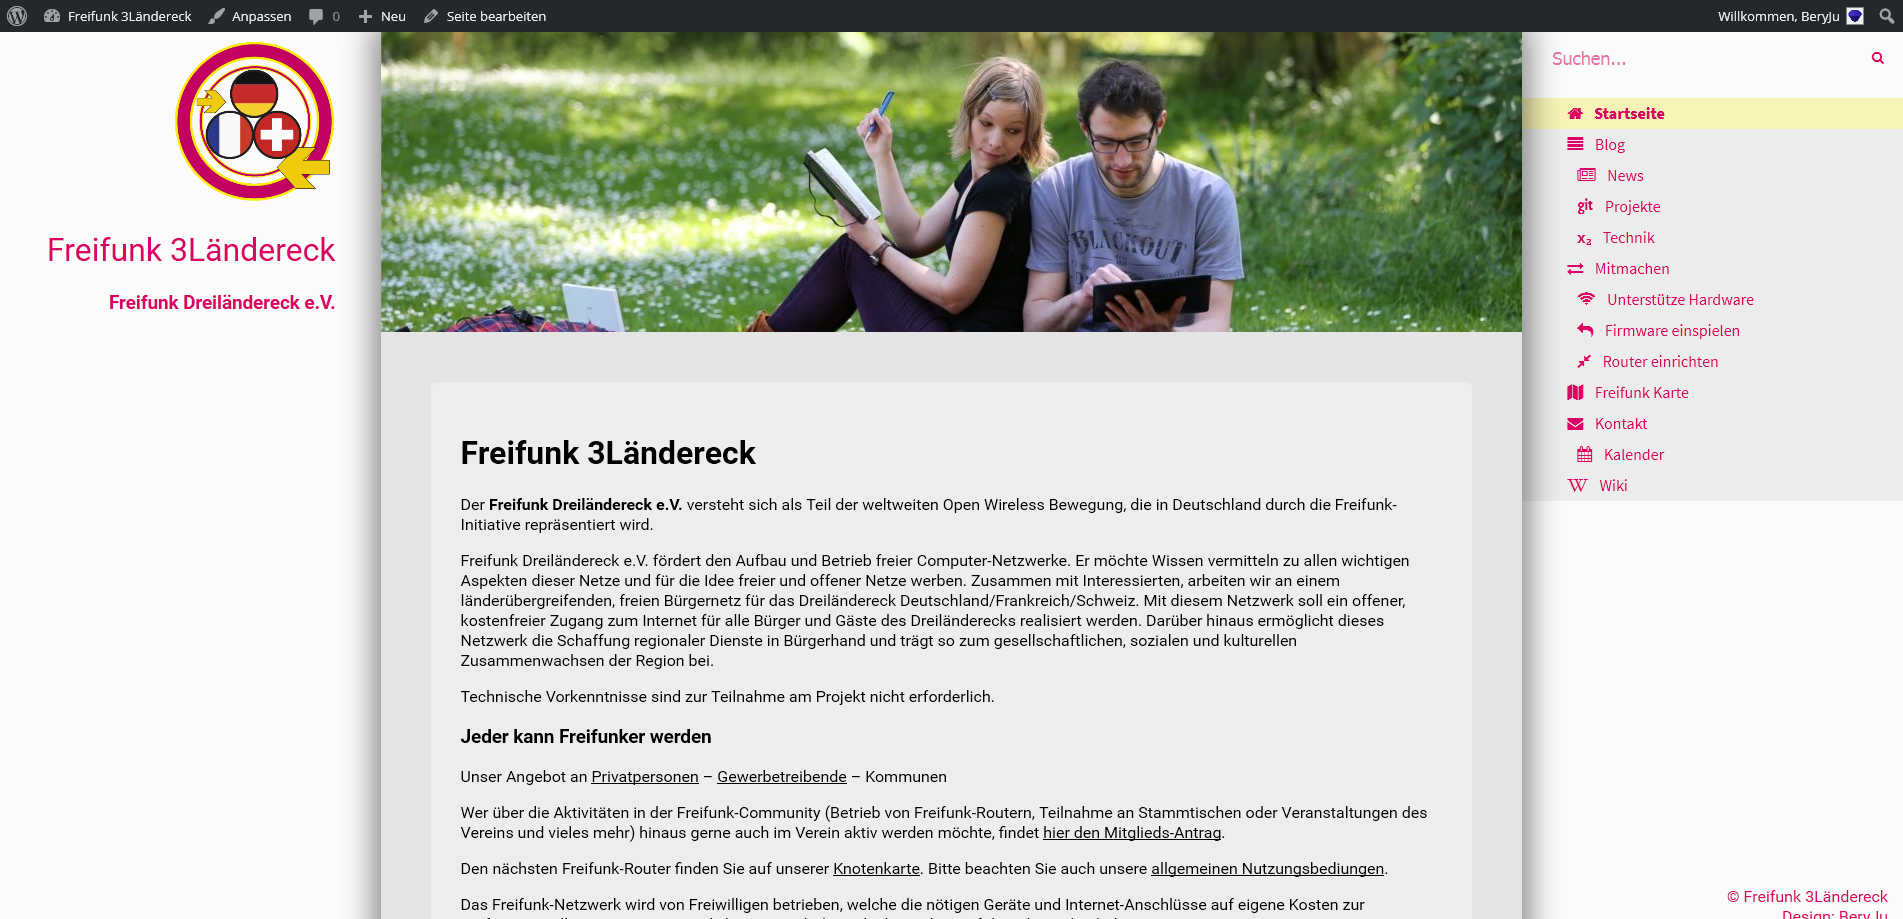 Freifunk 3Ländereck
Anpassen
0
Neu
Seite bearbeiten
Willkommen, BeryJu
Freifunk 3Ländereck
Freifunk Dreiländereck e.V.
BLACKOUT
Freifunk 3Ländereck
Der Freifunk Dreiländereck e.V. versteht sich als Teil der weltweiten Open Wireless Bewegung, die in Deutschland durch die Freifunk-
Initiative repräsentiert wird.
Freifunk Dreiländereck e.V. fördert den Aufbau und Betrieb freier Computer-Netzwerke. Er möchte Wissen vermitteln zu allen wichtigen
Aspekten dieser Netze und für die Idee freier und offener Netze werben. Zusammen mit Interessierten, arbeiten wir an einem
länderübergreifenden, freien Bürgernetz für das Dreiländereck Deutschland/Frankreich/Schweiz. Mit diesem Netzwerk soll ein offener,
kostenfreier Zugang zum Internet für alle Bürger und Gäste des Dreiländerecks realisiert werden. Darüber hinaus ermöglicht dieses
Netzwerk die Schaffung regionaler Dienste in Bürgerhand und trägt so zum gesellschaftlichen, sozialen und kulturellen
Zusammenwachsen der Region bei.
Technische Vorkenntnisse sind zur Teilnahme am Projekt nicht erforderlich.
Jeder kann Freifunker werden
Unser Angebot an Privatpersonen – Gewerbetreibende – Kommunen
Wer über die Aktivitäten in der Freifunk-Community (Betrieb von Freifunk-Routern, Teilnahme an Stammtischen oder Veranstaltungen des
Vereins und vieles mehr) hinaus gerne auch im Verein aktiv werden möchte, findet hier den Mitglieds-Antrag.
Den nächsten Freifunk-Router finden Sie auf unserer Knotenkarte. Bitte beachten Sie auch unsere allgemeinen Nutzungsbediungen.
Das Freifunk-Netzwerk wird von Freiwilligen betrieben, welche die nötigen Geräte und Internet-Anschlüsse auf eigene Kosten zur
Suchen...
Startseite
Blog
News
git Projekte
x₂ Technik
Mitmachen
Unterstütze Hardware
Firmware einspielen
Router einrichten
Freifunk Karte
Kontakt
Kalender
W Wiki
© Freifunk 3Ländereck
Design: BeryJu